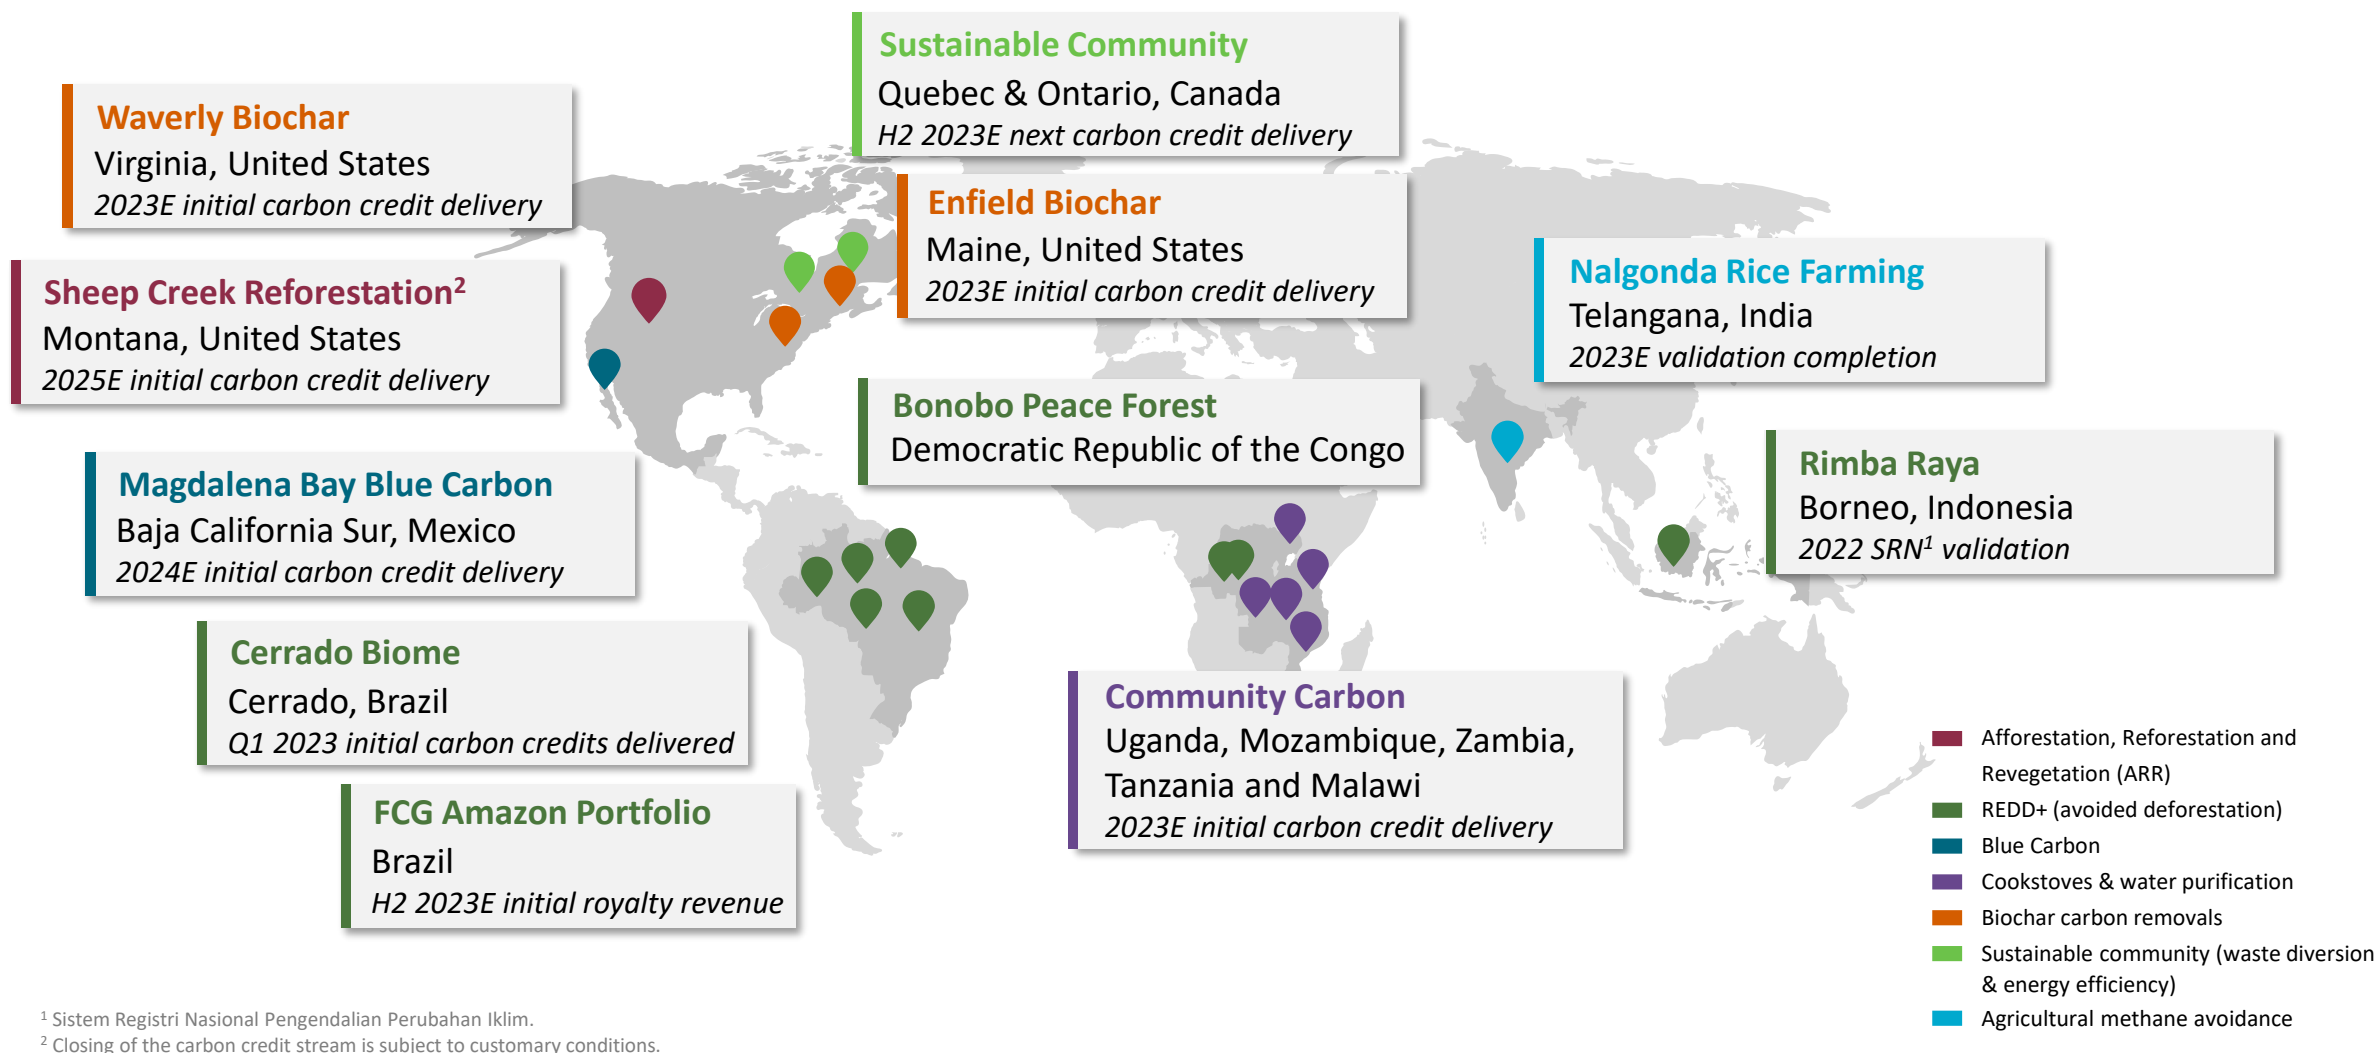 Sustainable Community
Quebec & Ontario, Canada
H2 2023E next carbon credit delivery
Waverly Biochar
Virginia, United States
2023E initial carbon credit delivery
Enfield Biochar
Maine, United States
2023E initial carbon credit delivery
Sheep Creek Reforestation²
Montana, United States
2025E initial carbon credit delivery
Nalgonda Rice Farming
Telangana, India
2023E validation completion
Bonobo Peace Forest
Democratic Republic of the Congo
Magdalena Bay Blue Carbon
Baja California Sur, Mexico
2024E initial carbon credit delivery
Rimba Raya
Borneo, Indonesia
2022 SRN¹ validation
Cerrado Biome
Cerrado, Brazil
Q1 2023 initial carbon credits delivered
Community Carbon
Uganda, Mozambique, Zambia,
Tanzania and Malawi
2023E initial carbon credit delivery
FCG Amazon Portfolio
Brazil
H2 2023E initial royalty revenue
Afforestation, Reforestation and
Revegetation (ARR)
REDD+ (avoided deforestation)
Blue Carbon
Cookstoves & water purification
Biochar carbon removals
Sustainable community (waste diversion
& energy efficiency)
Agricultural methane avoidance
¹ Sistem Registri Nasional Pengendalian Perubahan Iklim.
² Closing of the carbon credit stream is subject to customary conditions.